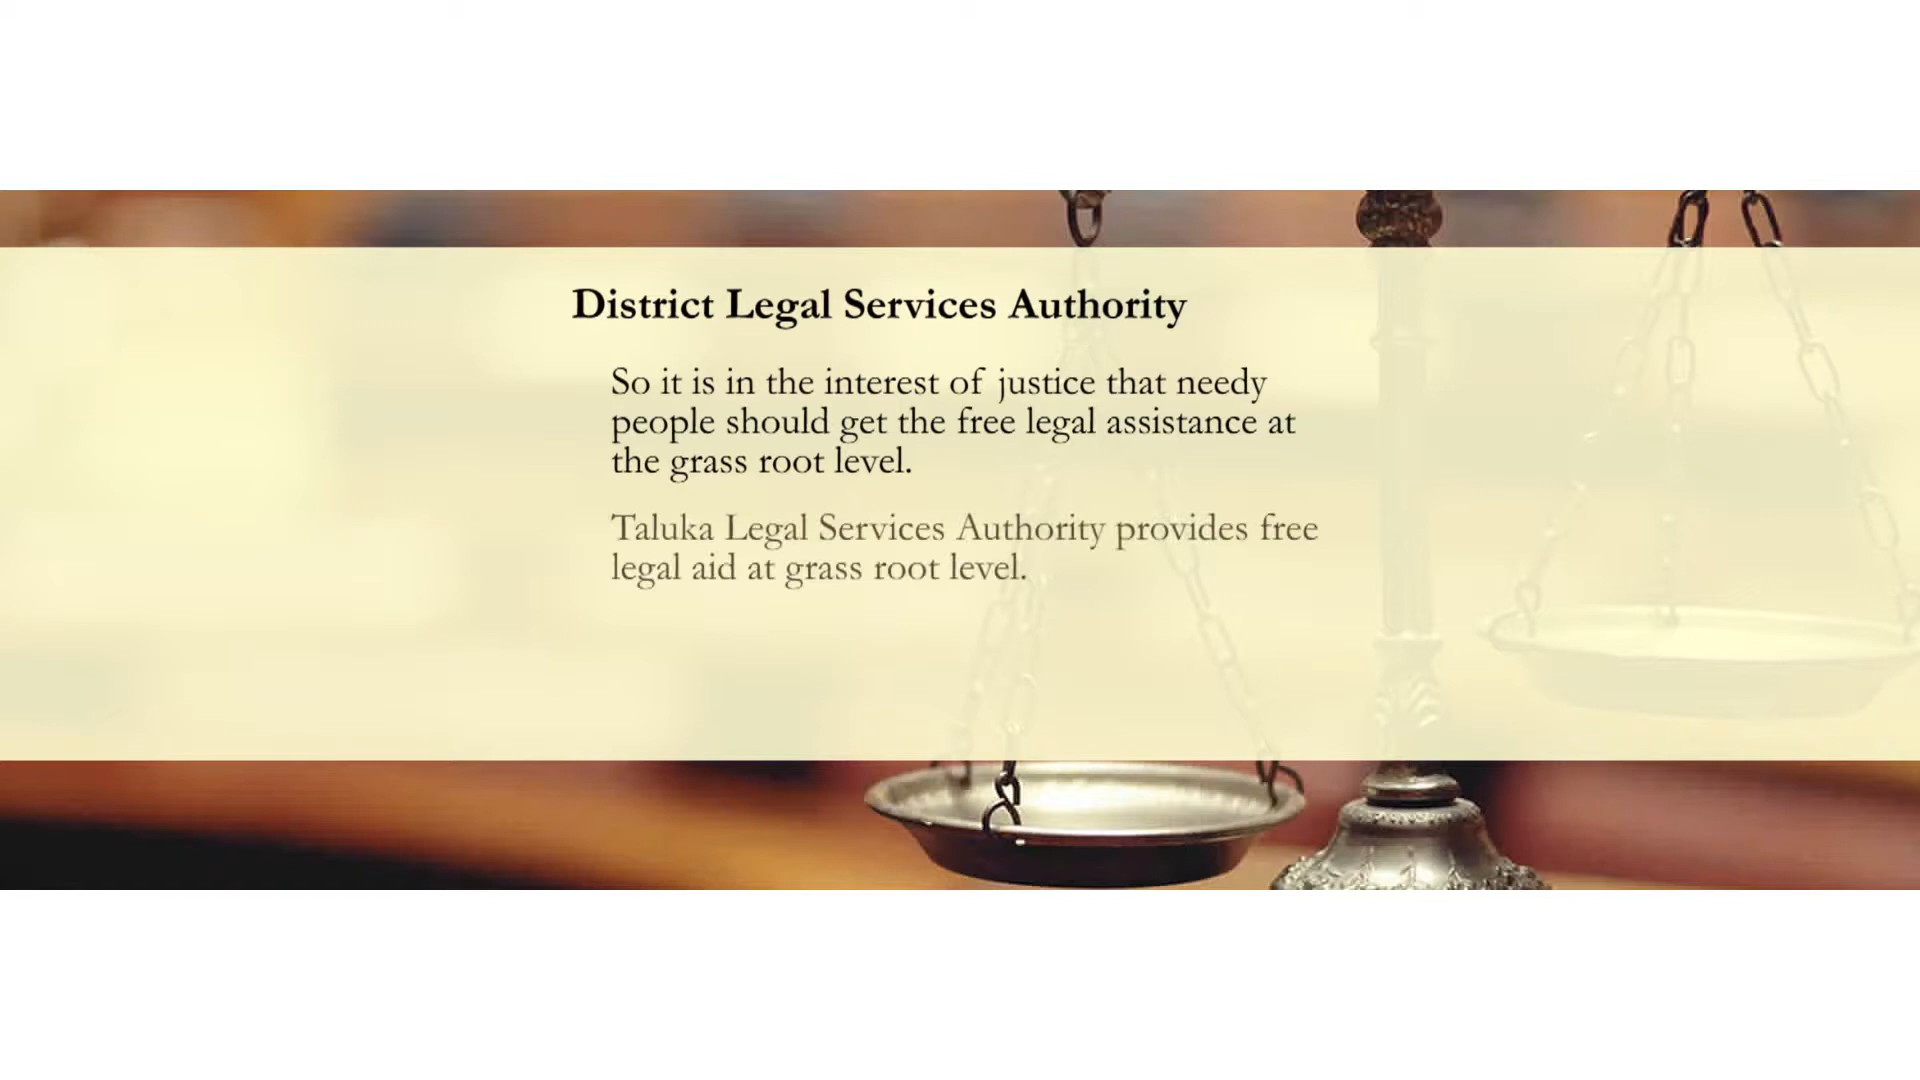 District Legal Services Authority
So it is in the interest of justice that needy
people should get the free legal assistance at
the grass root level.
Taluka Legal Services Authority provides free
legal aid at grass root level.